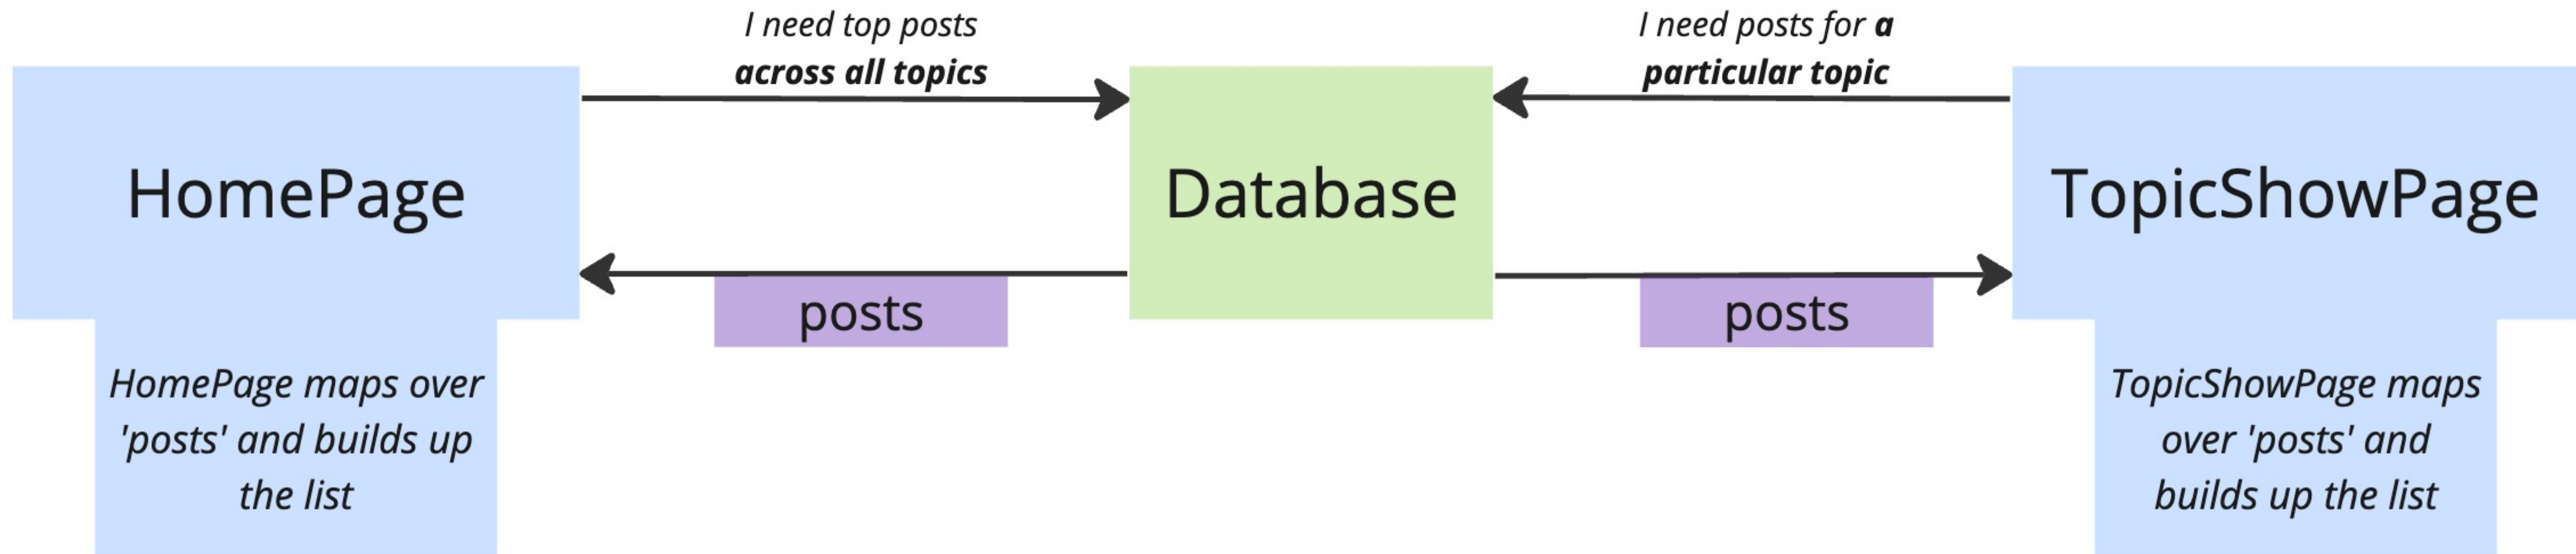 I need top posts
across all topics
I need posts for a
particular topic
HomePage
Database
TopicShowPage
posts
posts
HomePage maps over
'posts' and builds up
the list
TopicShowPage maps
over 'posts' and
builds up the list